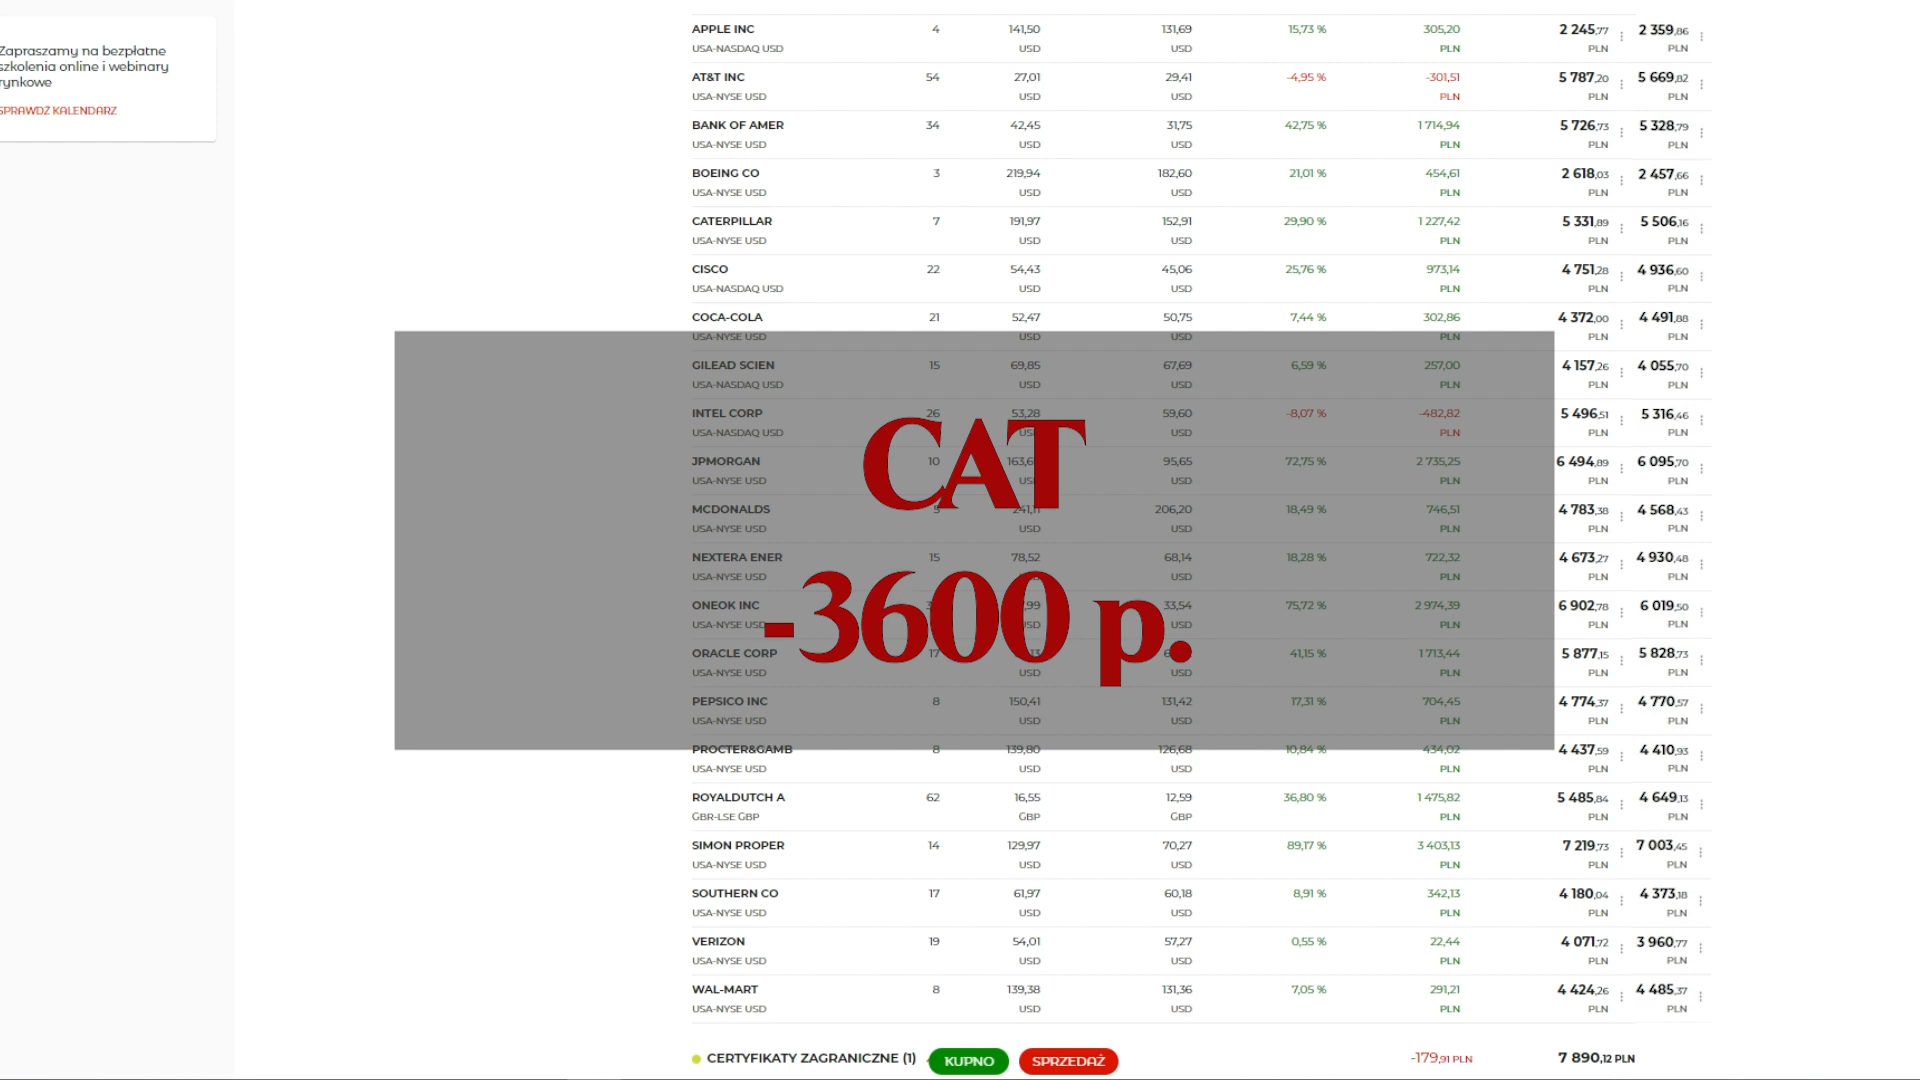 Zapraszamy na bezpłatne
szkolenia online i webinary
rynkowe
SPRAWDŹ KALENDARZ
APPLE INC 4 141,50 131,69 15,73 % 305,20 2 245,77 2 359,86
USA-NASDAQ USD USD USD PLN PLN PLN
AT&T INC 54 27,01 29,41 -4,95 % -301,51 5 787,20 5 669,82
USA-NYSE USD USD USD PLN PLN PLN
BANK OF AMER 34 42,45 31,75 42,75 % 1 714,94 5 726,73 5 328,79
USA-NYSE USD USD USD PLN PLN PLN
BOEING CO 3 219,94 182,60 21,01 % 454,61 2 618,03 2 457,66
USA-NYSE USD USD USD PLN PLN PLN
CATERPILLAR 7 191,97 152,91 29,90 % 1 227,42 5 331,89 5 506,16
USA-NYSE USD USD USD PLN PLN PLN
CISCO 22 54,43 45,06 25,76 % 973,14 4 751,28 4 936,60
USA-NASDAQ USD USD USD PLN PLN PLN
COCA-COLA 21 52,47 50,75 7,44 % 302,86 4 372,00 4 491,88
USA-NYSE USD USD USD PLN PLN PLN
GILEAD SCIEN 15 69,85 67,69 6,59 % 257,00 4 157,26 4 055,70
USA-NASDAQ USD USD USD PLN PLN PLN
INTEL CORP 26 53,28 59,60 -8,07 % -482,82 5 496,51 5 316,46
USA-NASDAQ USD USD PLN PLN PLN
CAT
JPMORGAN 10 95,65 72,75 % 2 735,25 6 494,89 6 095,70
USA-NYSE USD USD PLN PLN PLN
MCDONALDS 206,20 18,49 % 746,51 4 783,38 4 568,43
USA-NYSE USD USD USD PLN PLN PLN
NEXTERA ENER 15 78,52 68,14 18,28 % 722,32 4 673,27 4 930,48
USA-NYSE USD USD PLN PLN PLN
-3600 p.
ONEOK INC 33,54 75,72 % 2 974,39 6 902,78 6 019,50
USA-NYSE USD USD PLN PLN PLN
ORACLE CORP 17 41,15 % 1 713,44 5 877,15 5 828,73
USA-NYSE USD USD USD PLN PLN PLN
PEPSICO INC 8 150,41 131,42 17,31 % 704,45 4 774,37 4 770,57
USA-NYSE USD USD USD PLN PLN PLN
PROCTER&GAMB 8 139,80 126,68 10,84 % 434,02 4 437,59 4 410,93
USA-NYSE USD USD USD PLN PLN PLN
ROYALDUTCH A 62 16,55 12,59 36,80 % 1 475,82 5 485,84 4 649,13
GBR-LSE GBP GBP GBP PLN PLN PLN
SIMON PROPER 14 129,97 70,27 89,17 % 3 403,13 7 219,73 7 003,45
USA-NYSE USD USD USD PLN PLN PLN
SOUTHERN CO 17 61,97 60,18 8,91 % 342,13 4 180,04 4 373,18
USA-NYSE USD USD USD PLN PLN PLN
VERIZON 19 54,01 57,27 0,55 % 22,44 4 071,72 3 960,77
USA-NYSE USD USD USD PLN PLN PLN
WAL-MART 8 139,38 131,36 7,05 % 291,21 4 424,26 4 485,37
USA-NYSE USD USD USD PLN PLN PLN
CERTYFIKATY ZAGRANICZNE (1) KUPNO SPRZEDAŻ -179,91 PLN 7 890,12 PLN